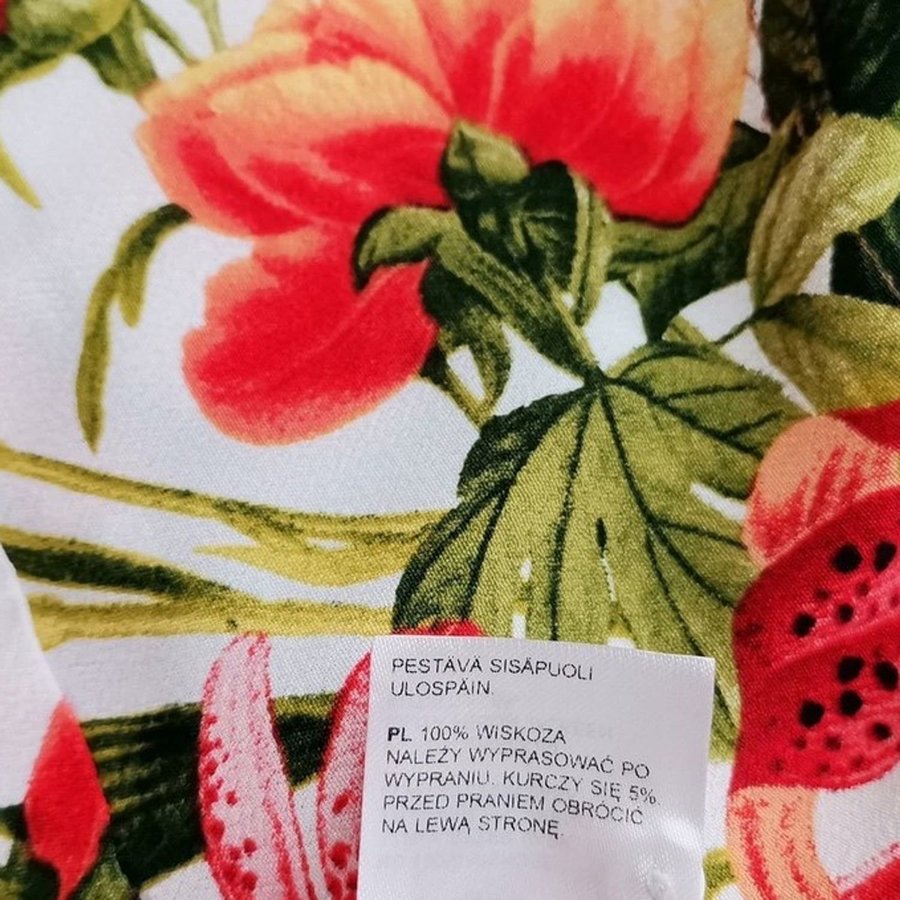 PESTÄVÄ SISÄPUOLI
ULOSPÄIN.
PL 100% WISKOZA
NALEŻY WYPRASOWAĆ PO
WYPRANIU. KURCZY SIĘ 5%.
PRZED PRANIEM OBRÓCIĆ
NA LEWĄ STRONĘ.